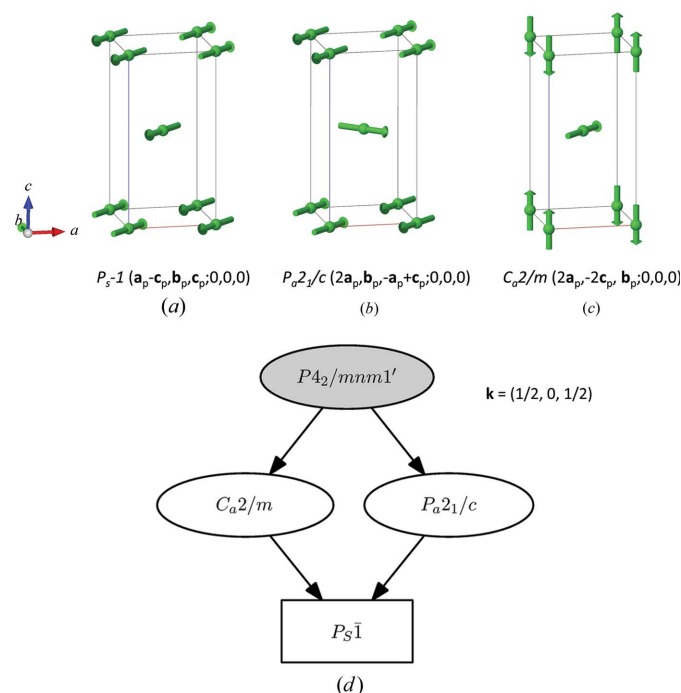 c
b a
P_s-1 (a_p-c_p,b_p,c_p;0,0,0) P_a2_1/c (2a_p,b_p,-a_p+c_p;0,0,0) C_a2/m (2a_p,-2c_p, b_p;0,0,0)
(a) (b) (c)
P4_2/mnm1′
k = (1/2, 0, 1/2)
C_a2/m P_a2_1/c
P_S1̄
(d)